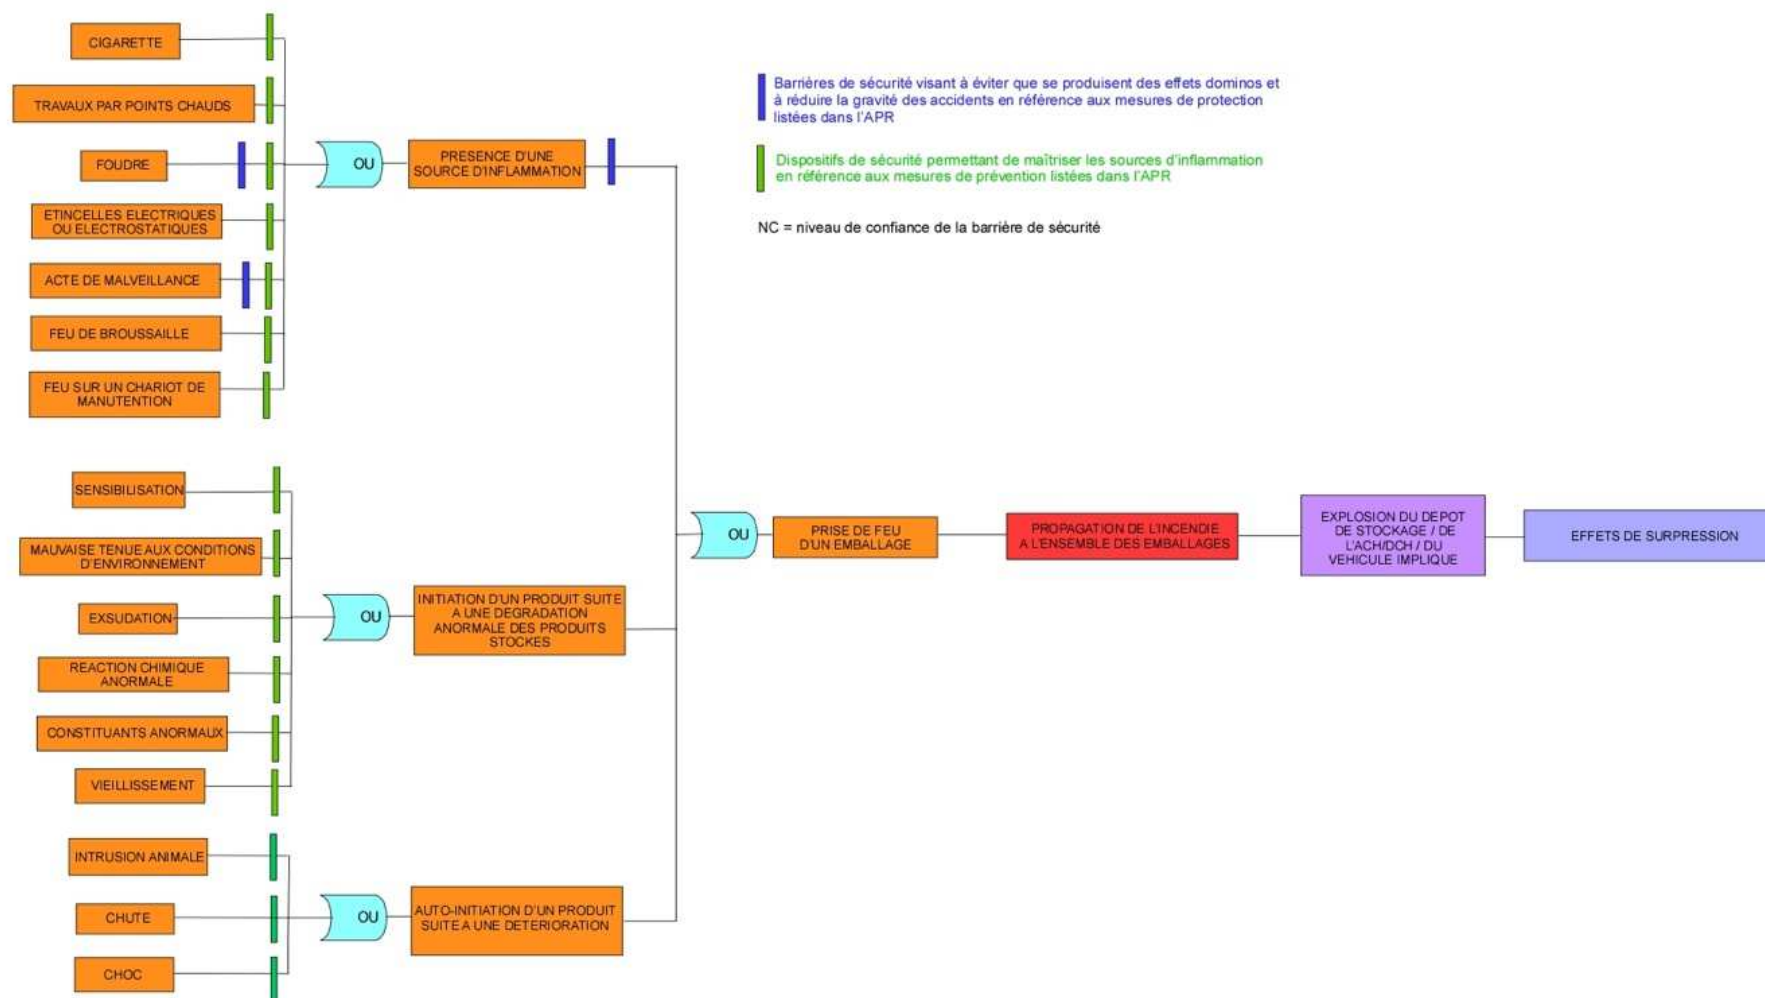 CIGARETTE
TRAVAUX PAR POINTS CHAUDS
FOUDRE
ETINCELLES ELECTRIQUES
OU ELECTROSTATIQUES
ACTE DE MALVEILLANCE
FEU DE BROUSSAILLE
FEU SUR UN CHARIOT DE
MANUTENTION
OU
PRESENCE D'UNE
SOURCE D'INFLAMMATION
Barrières de sécurité visant à éviter que se produisent des effets dominos et
à réduire la gravité des accidents en référence aux mesures de protection
listées dans l'APR
Dispositifs de sécurité permettant de maîtriser les sources d'inflammation
en référence aux mesures de prévention listées dans l'APR
NC = niveau de confiance de la barrière de sécurité
SENSIBILISATION
MAUVAISE TENUE AUX CONDITIONS
D'ENVIRONNEMENT
EXSUDATION
REACTION CHIMIQUE
ANORMALE
CONSTITUANTS ANORMAUX
VIEILLISSEMENT
OU
INITIATION D'UN PRODUIT SUITE
A UNE DEGRADATION
ANORMALE DES PRODUITS
STOCKES
INTRUSION ANIMALE
CHUTE
CHOC
OU
AUTO-INITIATION D'UN PRODUIT
SUITE A UNE DETERIORATION
OU
PRISE DE FEU
D'UN EMBALLAGE
PROPAGATION DE L'INCENDIE
A L'ENSEMBLE DES EMBALLAGES
EXPLOSION DU DEPOT
DE STOCKAGE / DE
L'ACH/DCH / DU
VEHICULE IMPLIQUE
EFFETS DE SURPRESSION